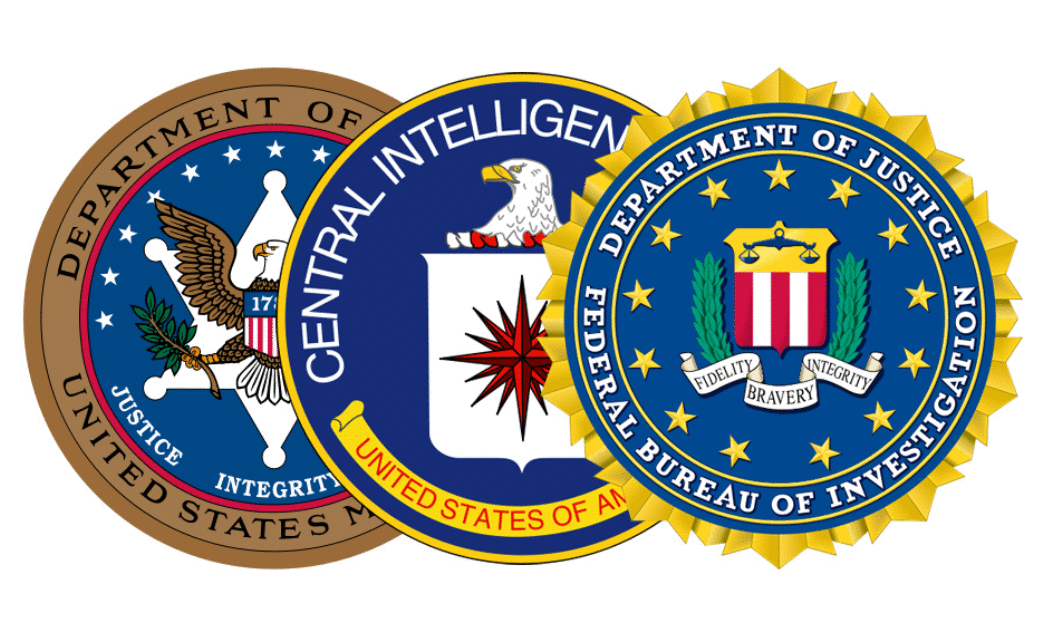 DEPARTMENT OF
UNITED STATES M
JUSTICE INTEGRITY
178
CENTRAL INTELLIGEN
UNITED STATES OF AM
DEPARTMENT OF JUSTICE
FEDERAL BUREAU OF INVESTIGATION
FIDELITY
BRAVERY
INTEGRITY